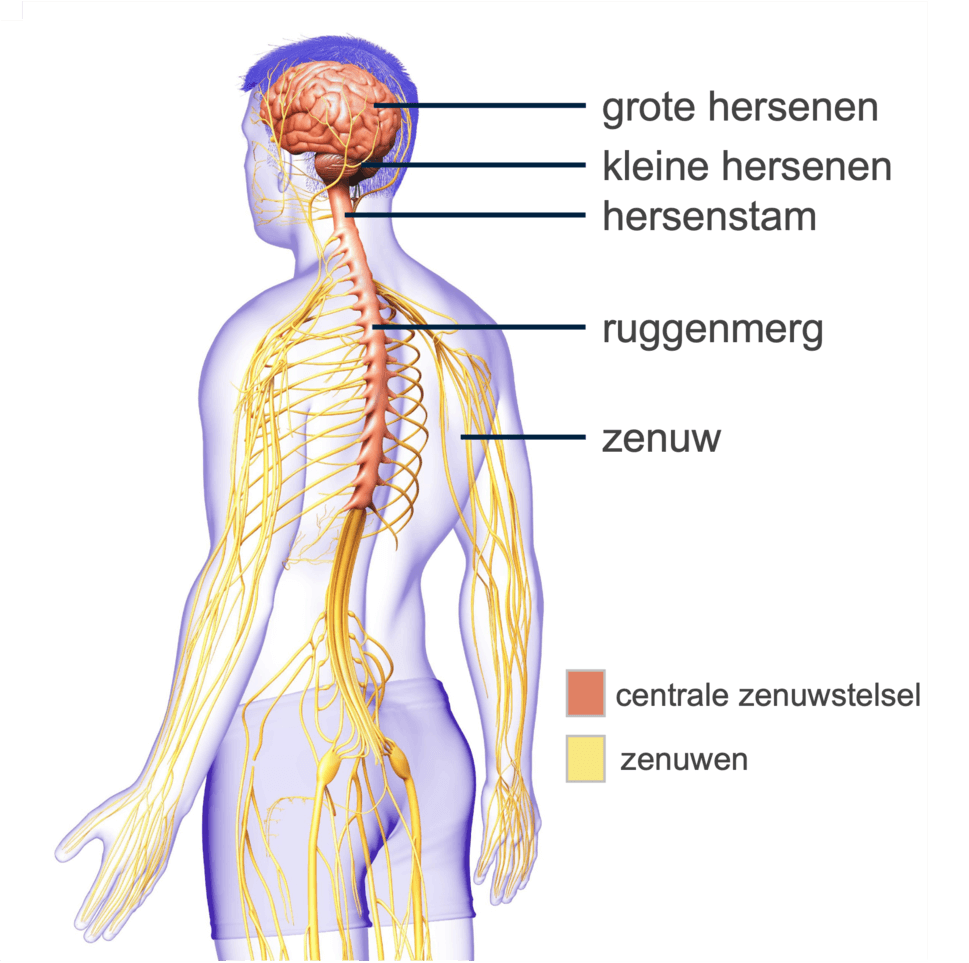 grote hersenen
kleine hersenen
hersenstam
ruggenmerg
zenuw
centrale zenuwstelsel
zenuwen